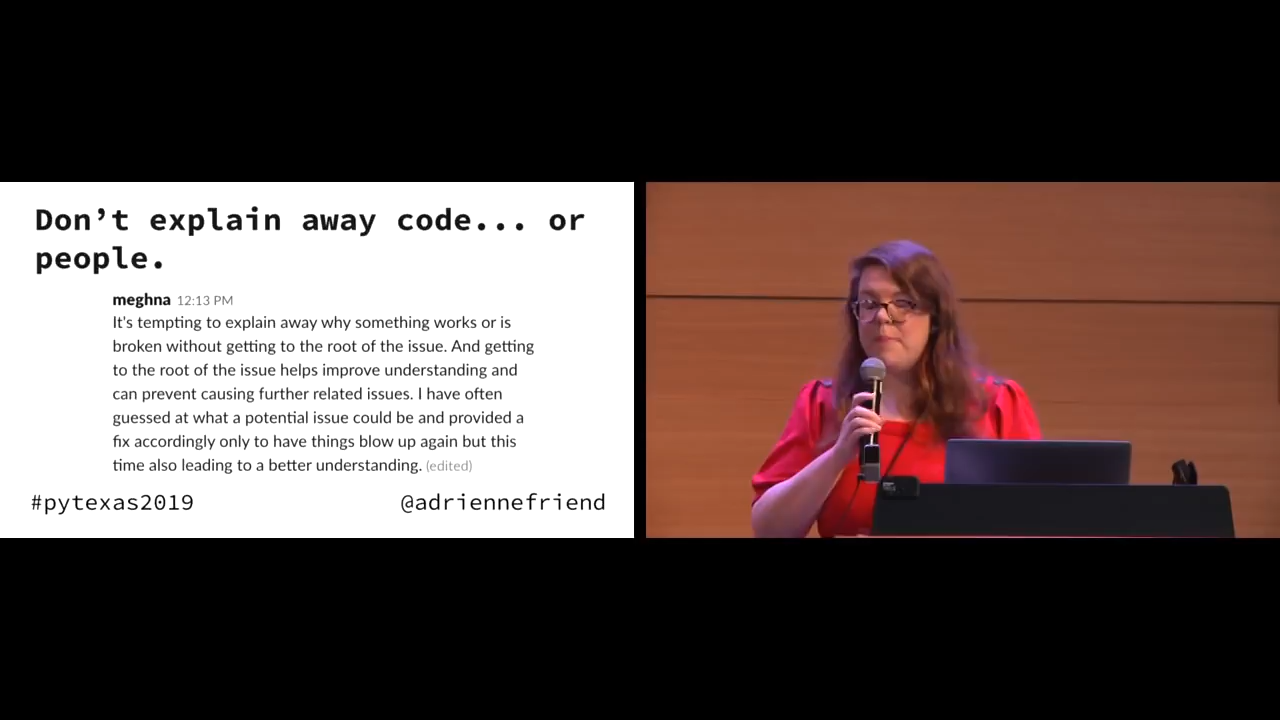 Don’t explain away code... or
people.
meghna 12:13 PM
It's tempting to explain away why something works or is
broken without getting to the root of the issue. And getting
to the root of the issue helps improve understanding and
can prevent causing further related issues. I have often
guessed at what a potential issue could be and provided a
fix accordingly only to have things blow up again but this
time also leading to a better understanding. (edited)
#pytexas2019
@adriennefriend